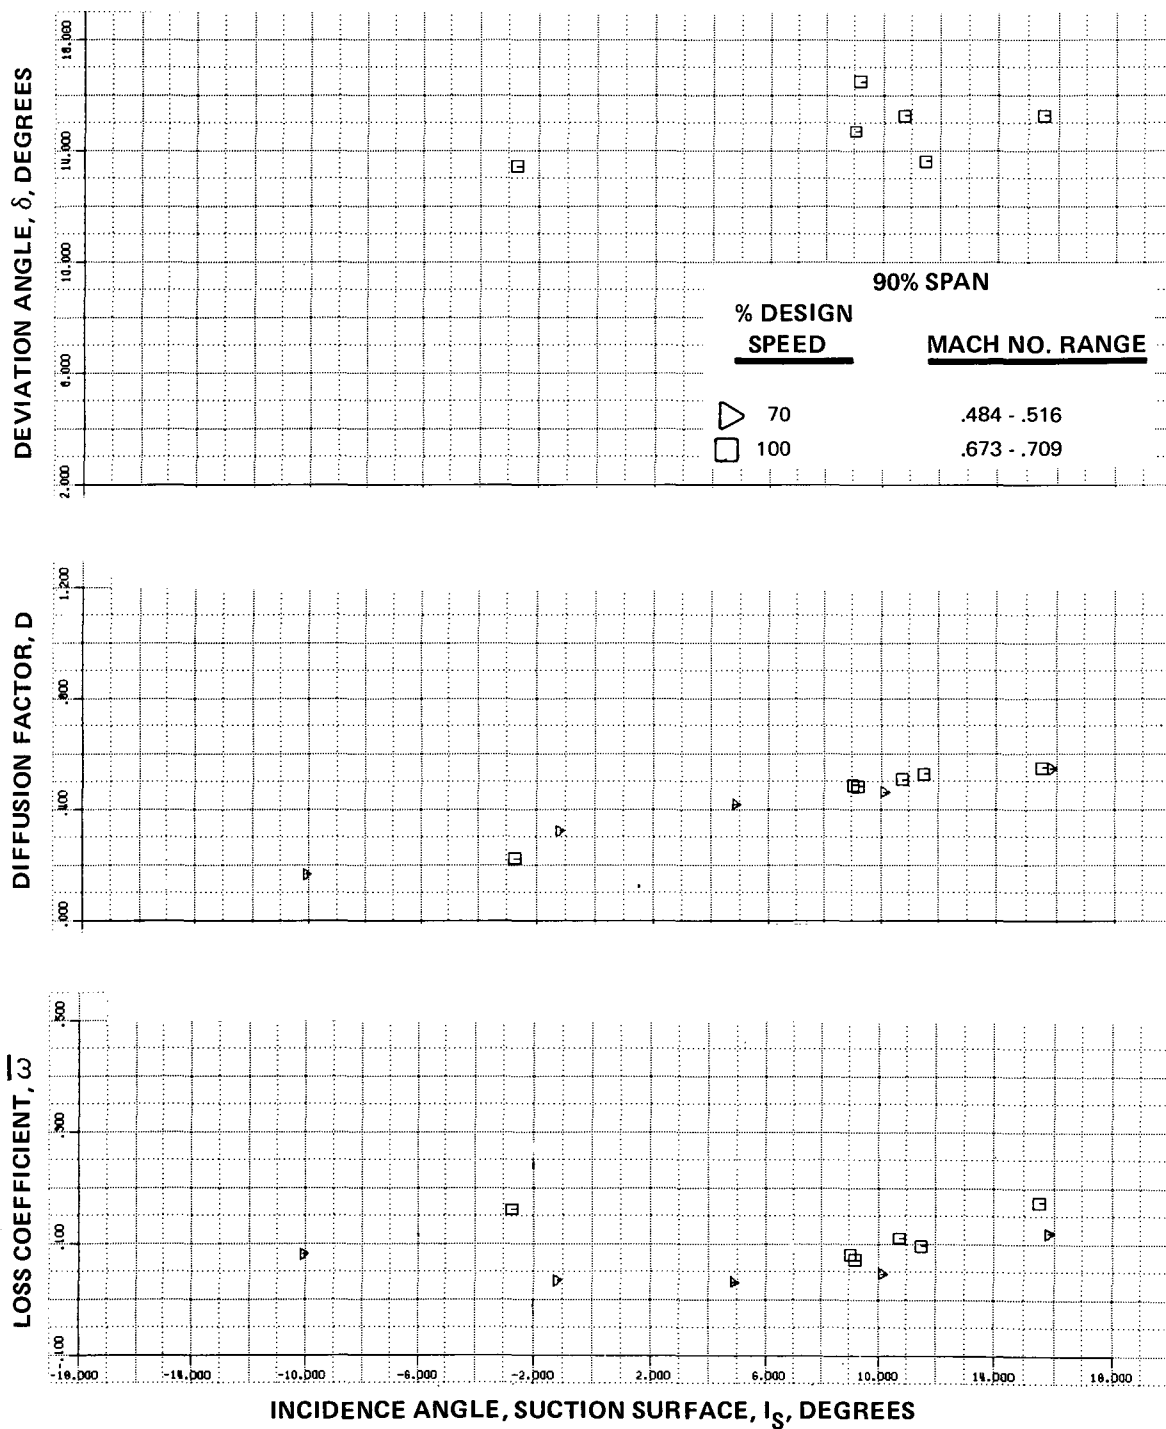 DEVIATION ANGLE, δ, DEGREES
18.000
14.000
10.000
6.000
2.000
90% SPAN
% DESIGN
SPEED MACH NO. RANGE
70 .484 - .516
100 .673 - .709
DIFFUSION FACTOR, D
1.200
.800
.400
.000
LOSS COEFFICIENT, ω̅
.500
.300
.100
-.100
-18.000 -14.000 -10.000 -6.000 -2.000 2.000 6.000 10.000 14.000 18.000
INCIDENCE ANGLE, SUCTION SURFACE, I_S, DEGREES